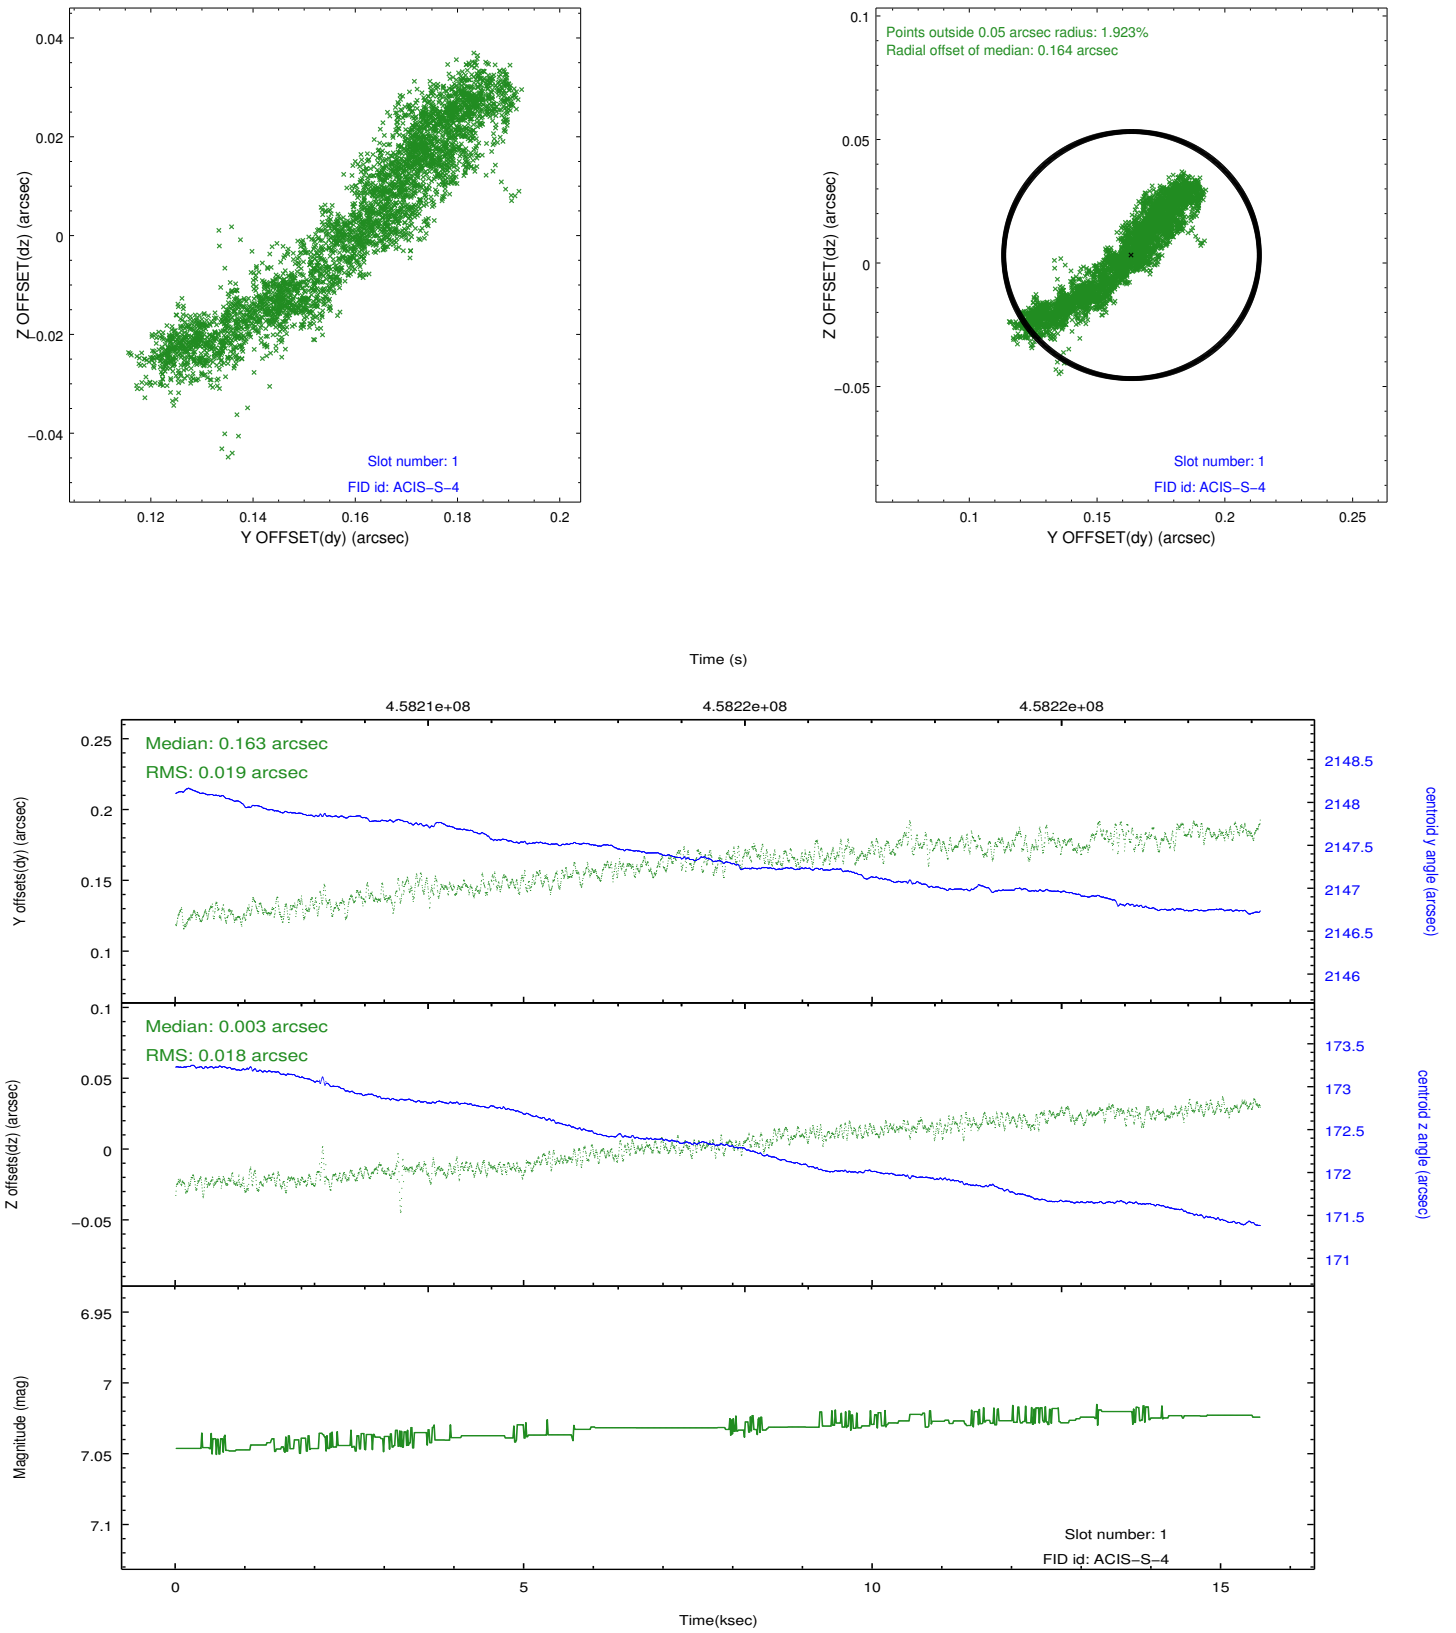 0.04
0.02
0
−0.02
−0.04
Z OFFSET(dz) (arcsec)
Slot number: 1
FID id: ACIS−S−4
0.12
0.14
0.16
0.18
0.2
Y OFFSET(dy) (arcsec)
Points outside 0.05 arcsec radius: 1.923%
Radial offset of median: 0.164 arcsec
0.1
0.05
0
−0.05
Z OFFSET(dz) (arcsec)
Slot number: 1
FID id: ACIS−S−4
0.1
0.15
0.2
0.25
Y OFFSET(dy) (arcsec)
Time (s)
4.5821e+08
4.5822e+08
4.5822e+08
Median: 0.163 arcsec
RMS: 0.019 arcsec
0.25
0.2
0.15
0.1
Y offsets(dy) (arcsec)
2148.5
2148
2147.5
2147
2146.5
2146
centroid y angle (arcsec)
Median: 0.003 arcsec
RMS: 0.018 arcsec
0.1
0.05
0
−0.05
Z offsets(dz) (arcsec)
173.5
173
172.5
172
171.5
171
centroid z angle (arcsec)
6.95
7
7.05
7.1
Magnitude (mag)
Slot number: 1
FID id: ACIS−S−4
0
5
10
15
Time(ksec)